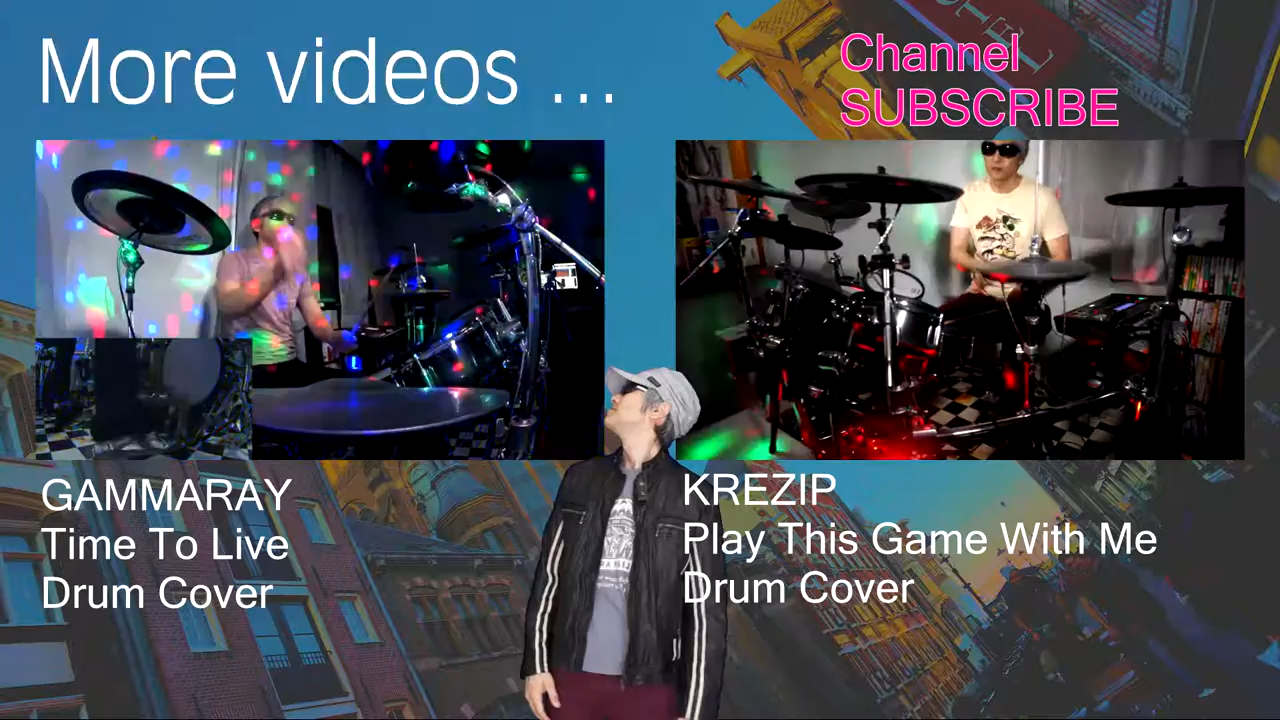 More videos ...
Channel
SUBSCRIBE
GAMMARAY
Time To Live
Drum Cover
KREZIP
Play This Game With Me
Drum Cover